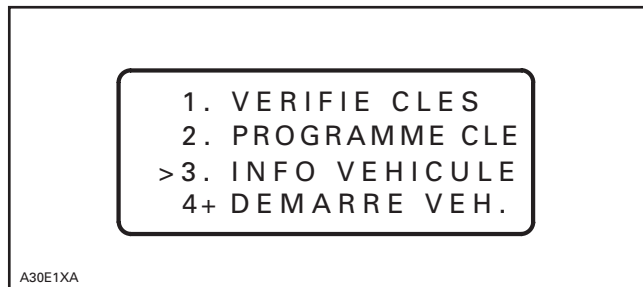 1. VERIFIE CLES
2. PROGRAMME CLE
>3. INFO VEHICULE
4+ DEMARRE VEH.
A30E1XA